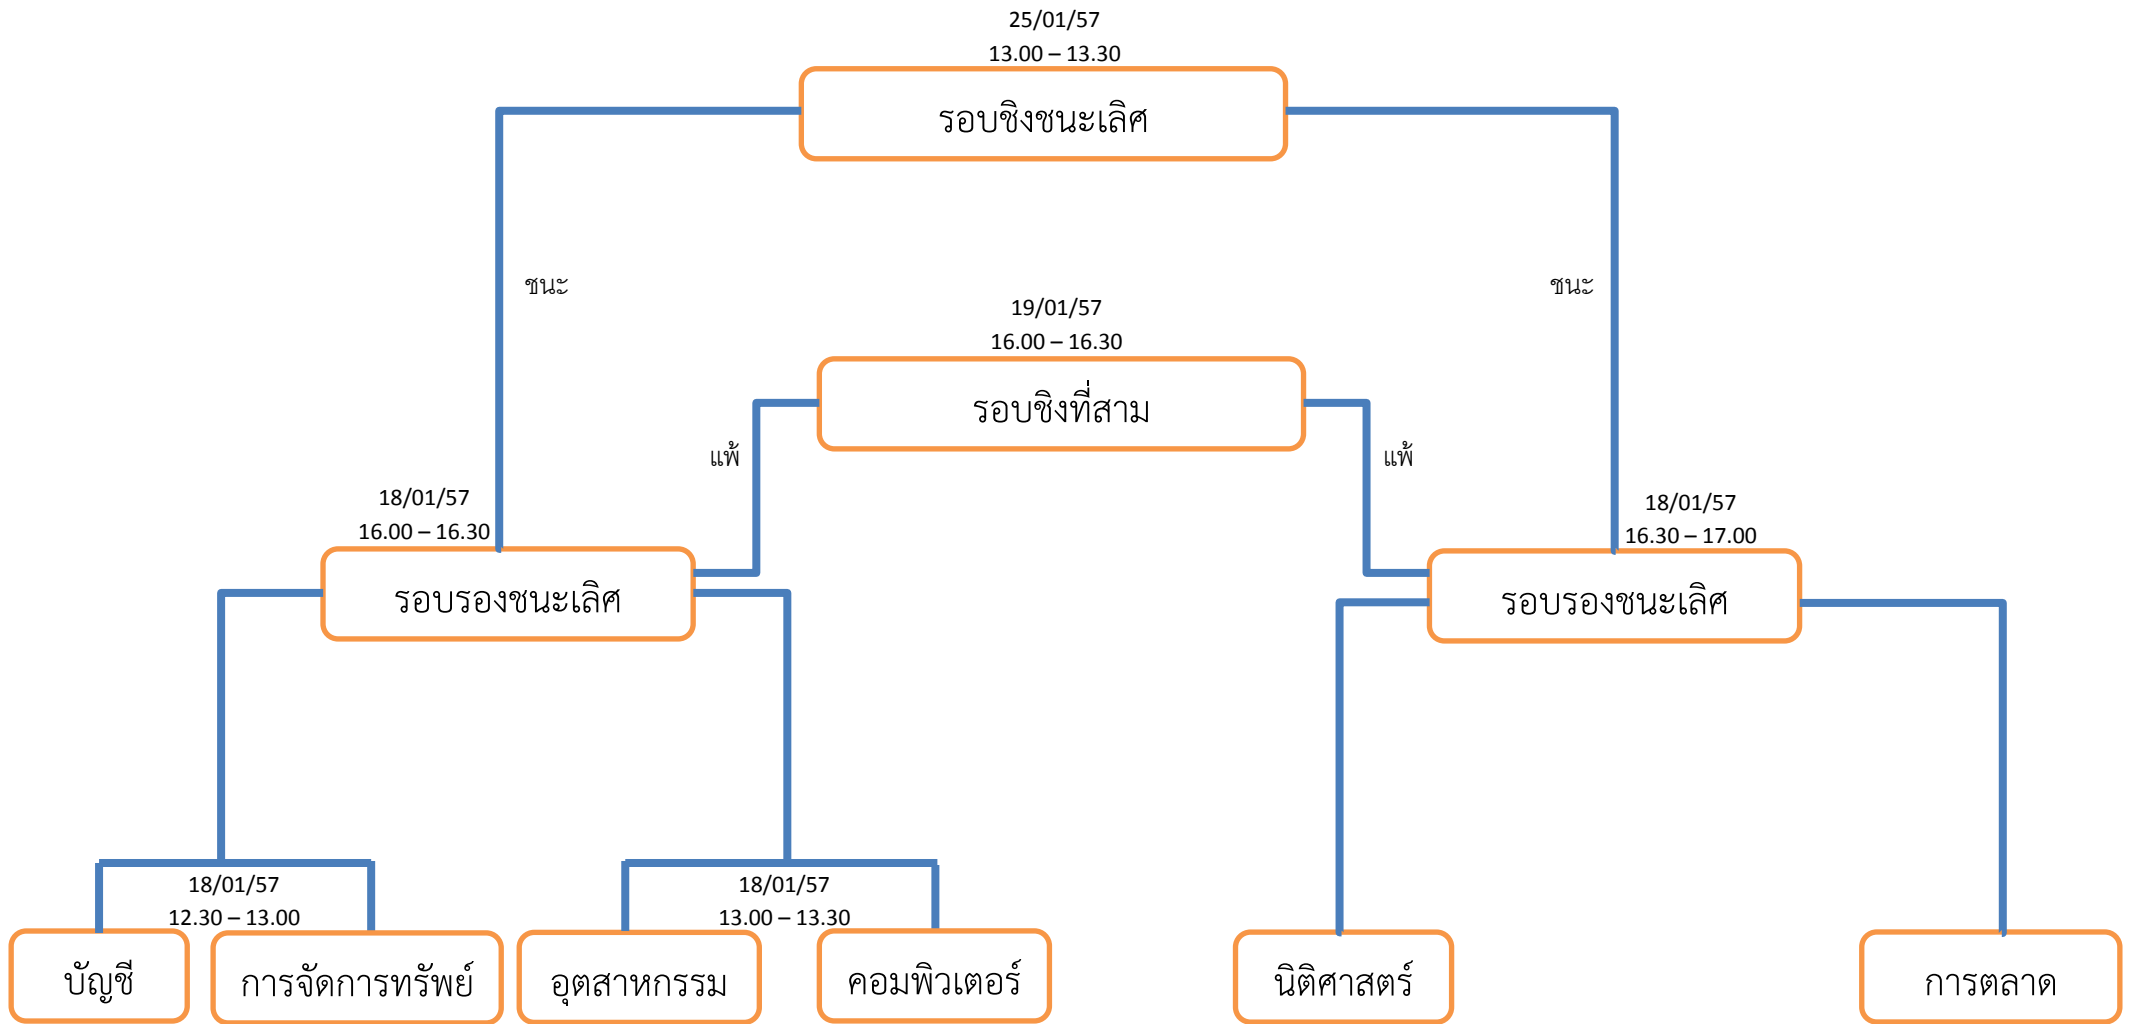 25/01/57
13.00 – 13.30
รอบชิงชนะเลิศ
ชนะ
ชนะ
19/01/57
16.00 – 16.30
รอบชิงที่สาม
แพ้
แพ้
18/01/57
16.00 – 16.30
รอบรองชนะเลิศ
18/01/57
16.30 – 17.00
รอบรองชนะเลิศ
18/01/57
12.30 – 13.00
18/01/57
13.00 – 13.30
บัญชี
การจัดการทรัพย์
อุตสาหกรรม
คอมพิวเตอร์
นิติศาสตร์
การตลาด